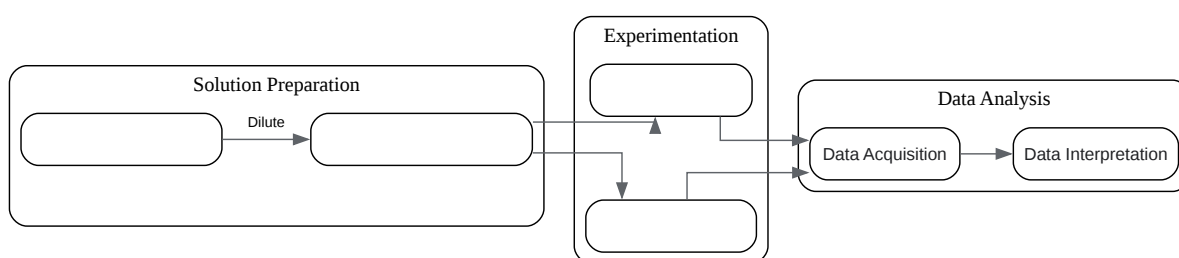 Experimentation
Solution Preparation
Data Analysis
Dilute
Data Acquisition
Data Interpretation